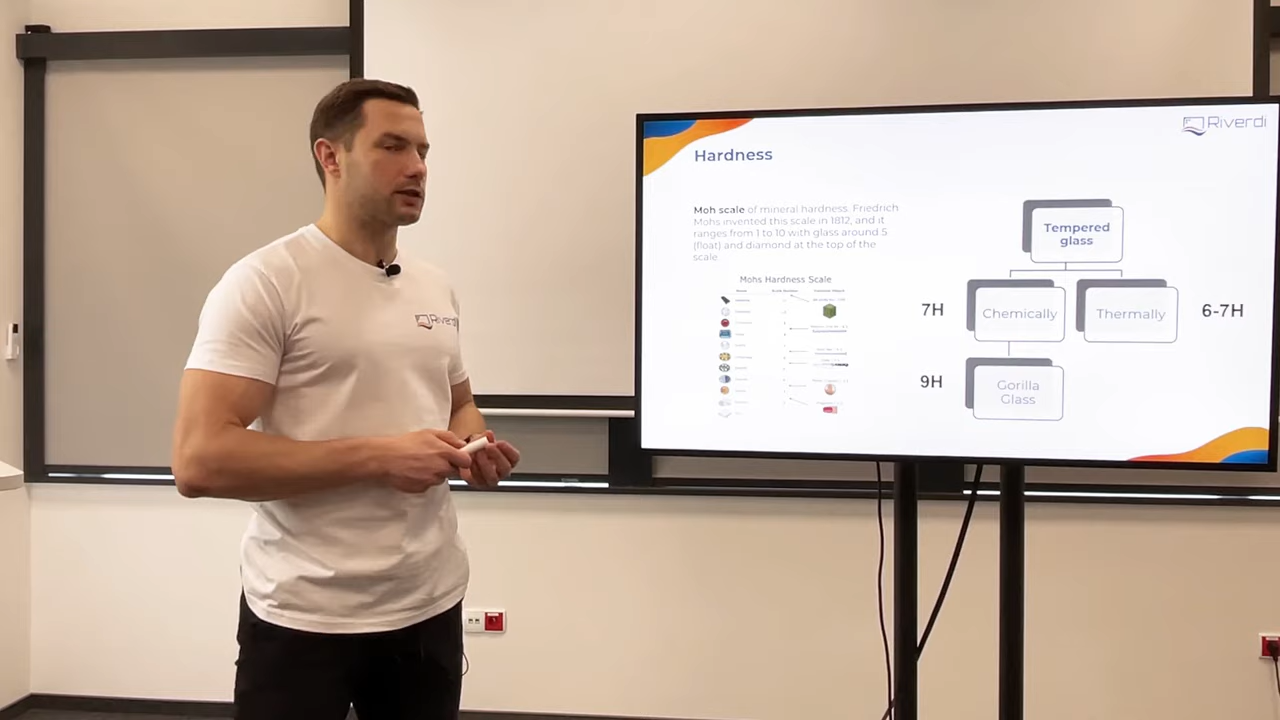 Riverdi
Hardness
Moh scale of mineral hardness. Friedrich
Mohs invented this scale in 1812, and it
ranges from 1 to 10 with glass around 5
(float) and diamond at the top of the
scale
Mohs Hardness Scale
Tempered
glass
7H
Chemically
Thermally
6-7H
9H
Gorilla
Glass
Riverdi